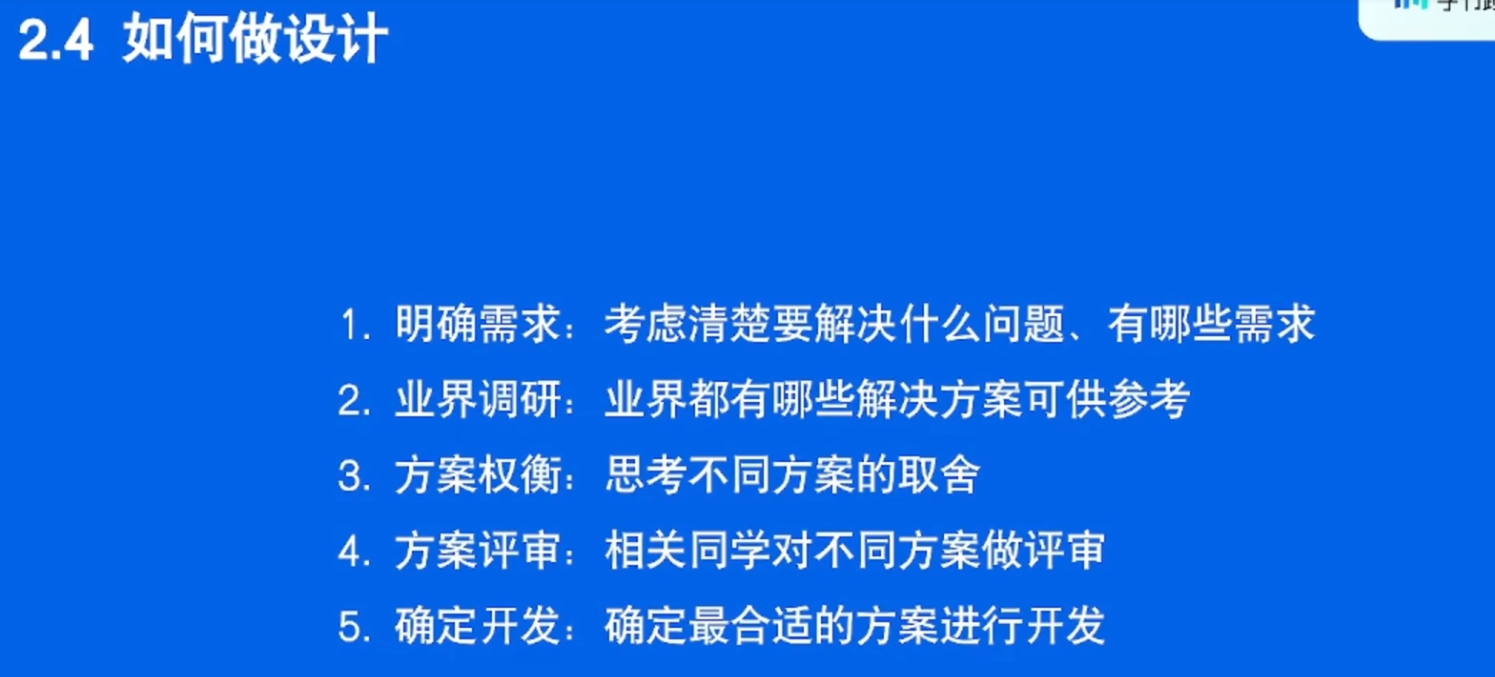 2.4 如何做设计
1. 明确需求：考虑清楚要解决什么问题、有哪些需求
2. 业界调研：业界都有哪些解决方案可供参考
3. 方案权衡：思考不同方案的取舍
4. 方案评审：相关同学对不同方案做评审
5. 确定开发：确定最合适的方案进行开发